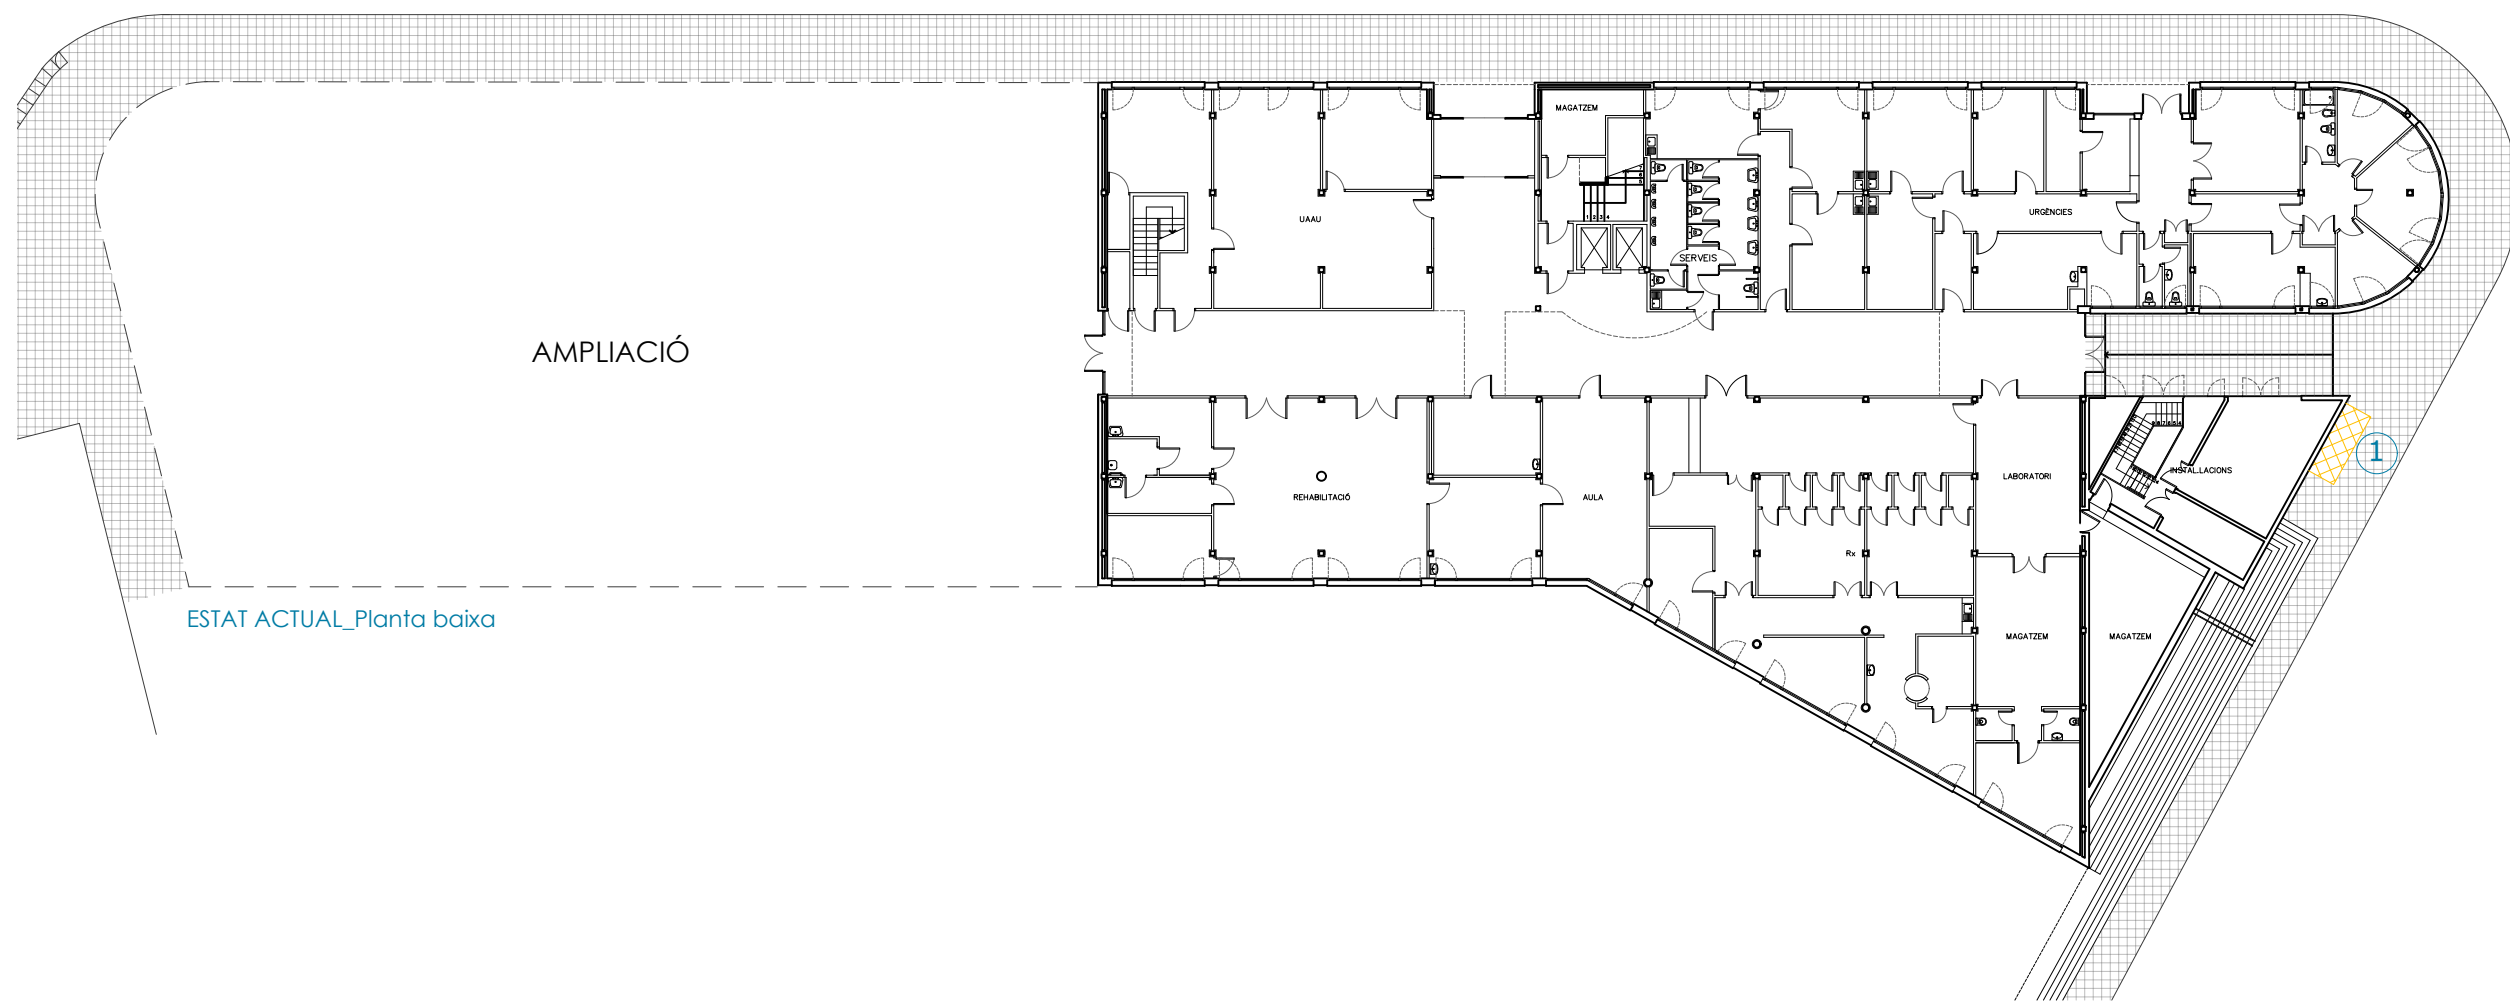 MAGATZEM
UAAU
URGÈNCIES
SERVEIS
AMPLIACIÓ
1
INSTAL.LACIONS
LABORATORI
REHABILITACIÓ
AULA
Rx
ESTAT ACTUAL_Planta baixa
MAGATZEM
MAGATZEM